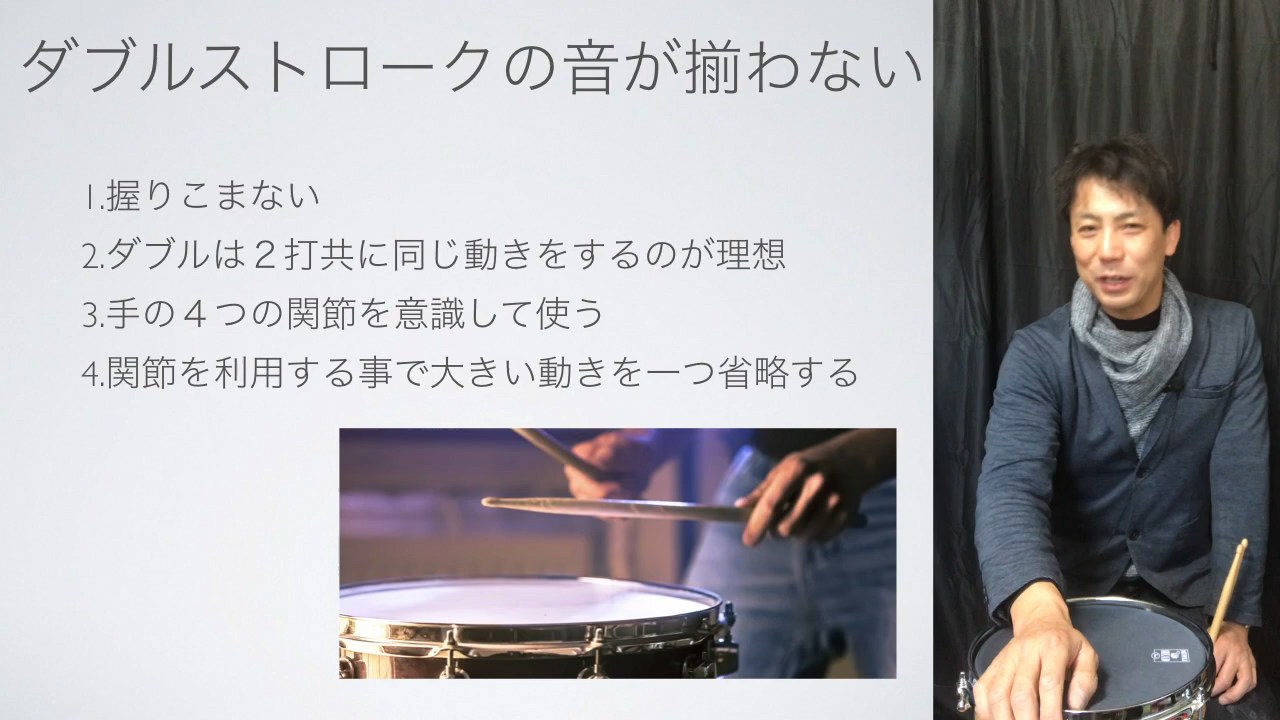 ダブルストロークの音が揃わない
1.握りこまない
2.ダブルは２打共に同じ動きをするのが理想
3.手の４つの関節を意識して使う
4.関節を利用する事で大きい動きを一つ省略する